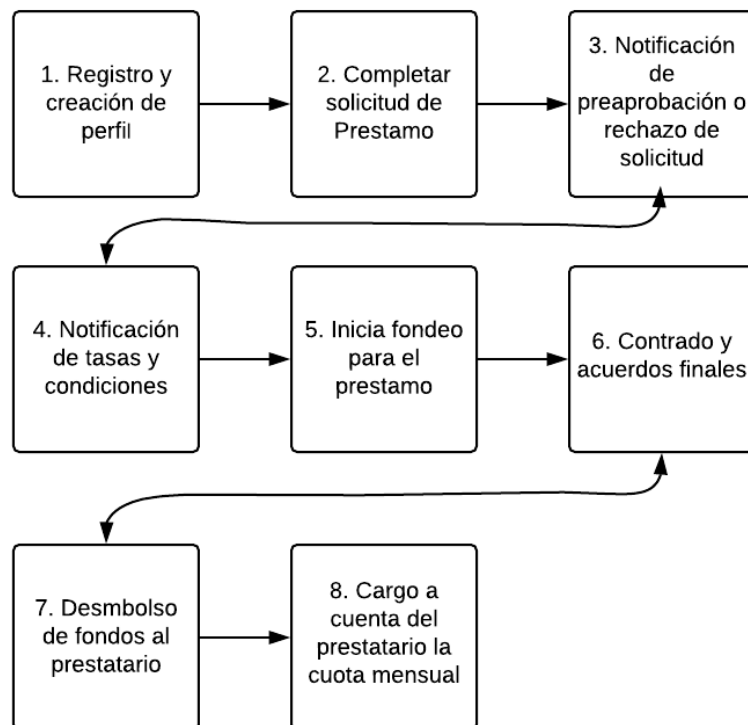 1. Registro y
creación de
perfil
2. Completar
solicitud de
Prestamo
3. Notificación
de
preaprobación o
rechazo de
solicitud
4. Notificación
de tasas y
condiciones
5. Inicia fondeo
para el
prestamo
6. Contrado y
acuerdos finales
7. Desmbolso
de fondos al
prestatario
8. Cargo a
cuenta del
prestatario la
cuota mensual